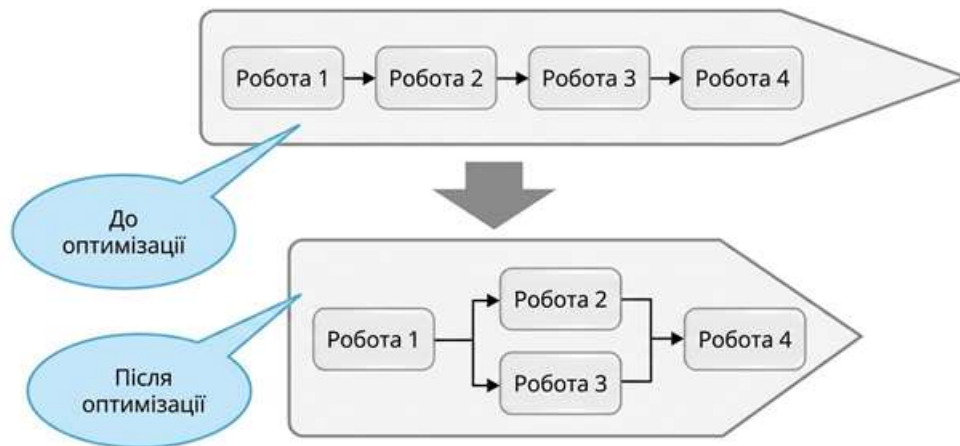 Робота 1
Робота 2
Робота 3
Робота 4
До
оптимізації
Робота 1
Робота 2
Робота 3
Робота 4
Після
оптимізації